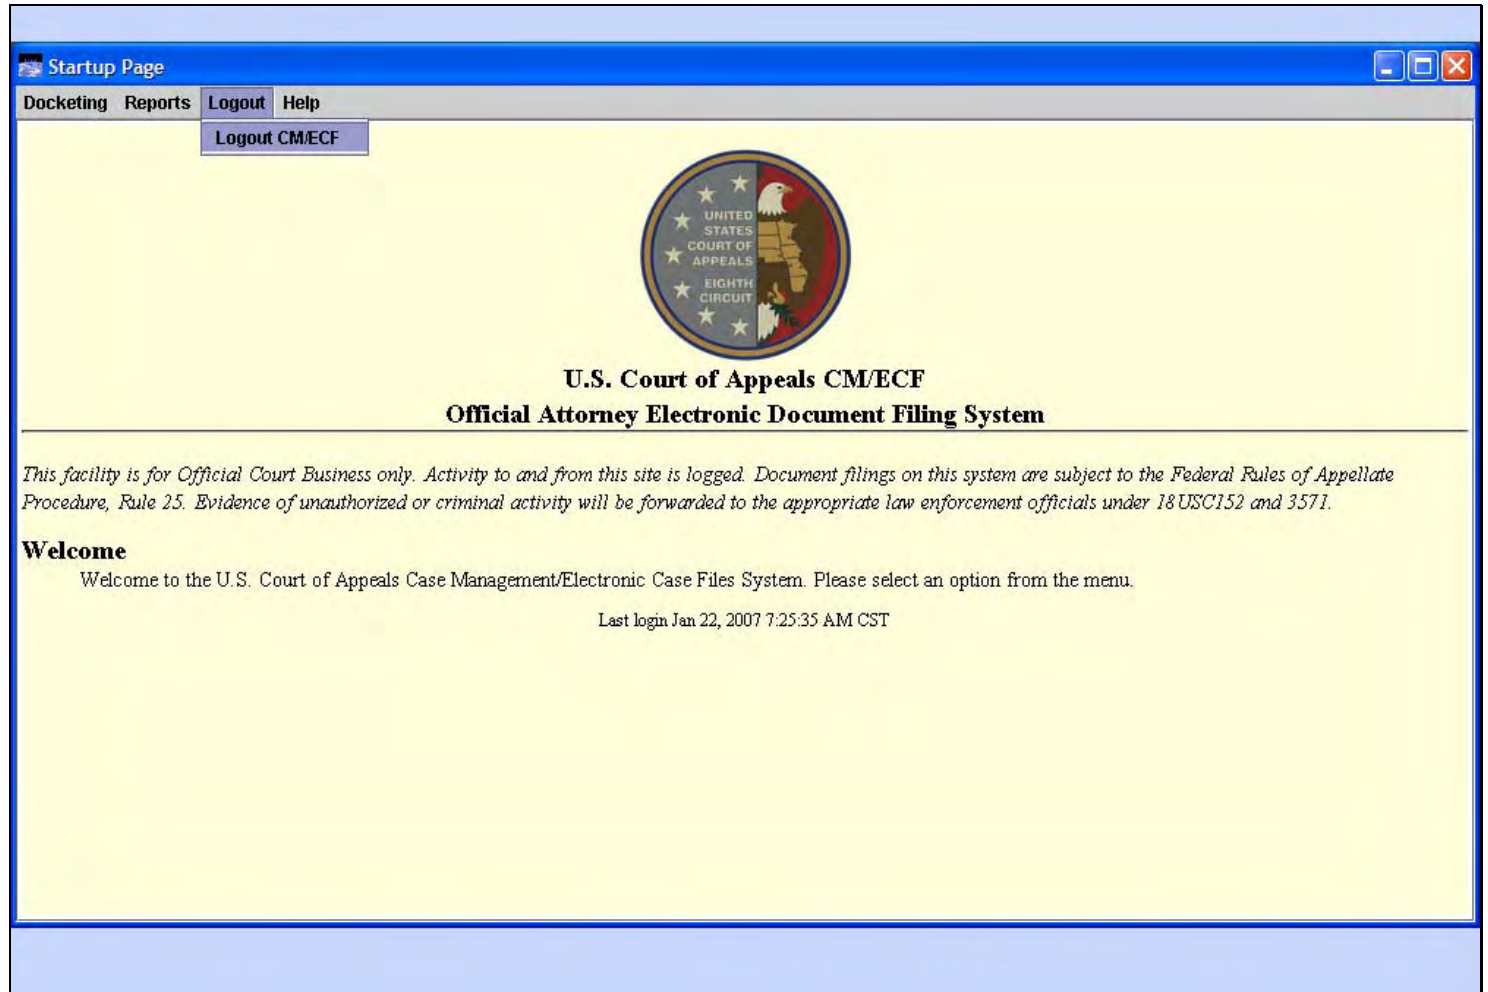 Startup Page
Docketing Reports Logout Help
Logout CM/ECF
UNITED
STATES
COURT OF
APPEALS
EIGHTH
CIRCUIT
U.S. Court of Appeals CM/ECF
Official Attorney Electronic Document Filing System
This facility is for Official Court Business only. Activity to and from this site is logged. Document filings on this system are subject to the Federal Rules of Appellate
Procedure, Rule 25. Evidence of unauthorized or criminal activity will be forwarded to the appropriate law enforcement officials under 18 USC152 and 3571.
Welcome
Welcome to the U.S. Court of Appeals Case Management/Electronic Case Files System. Please select an option from the menu.
Last login Jan 22, 2007 7:25:35 AM CST